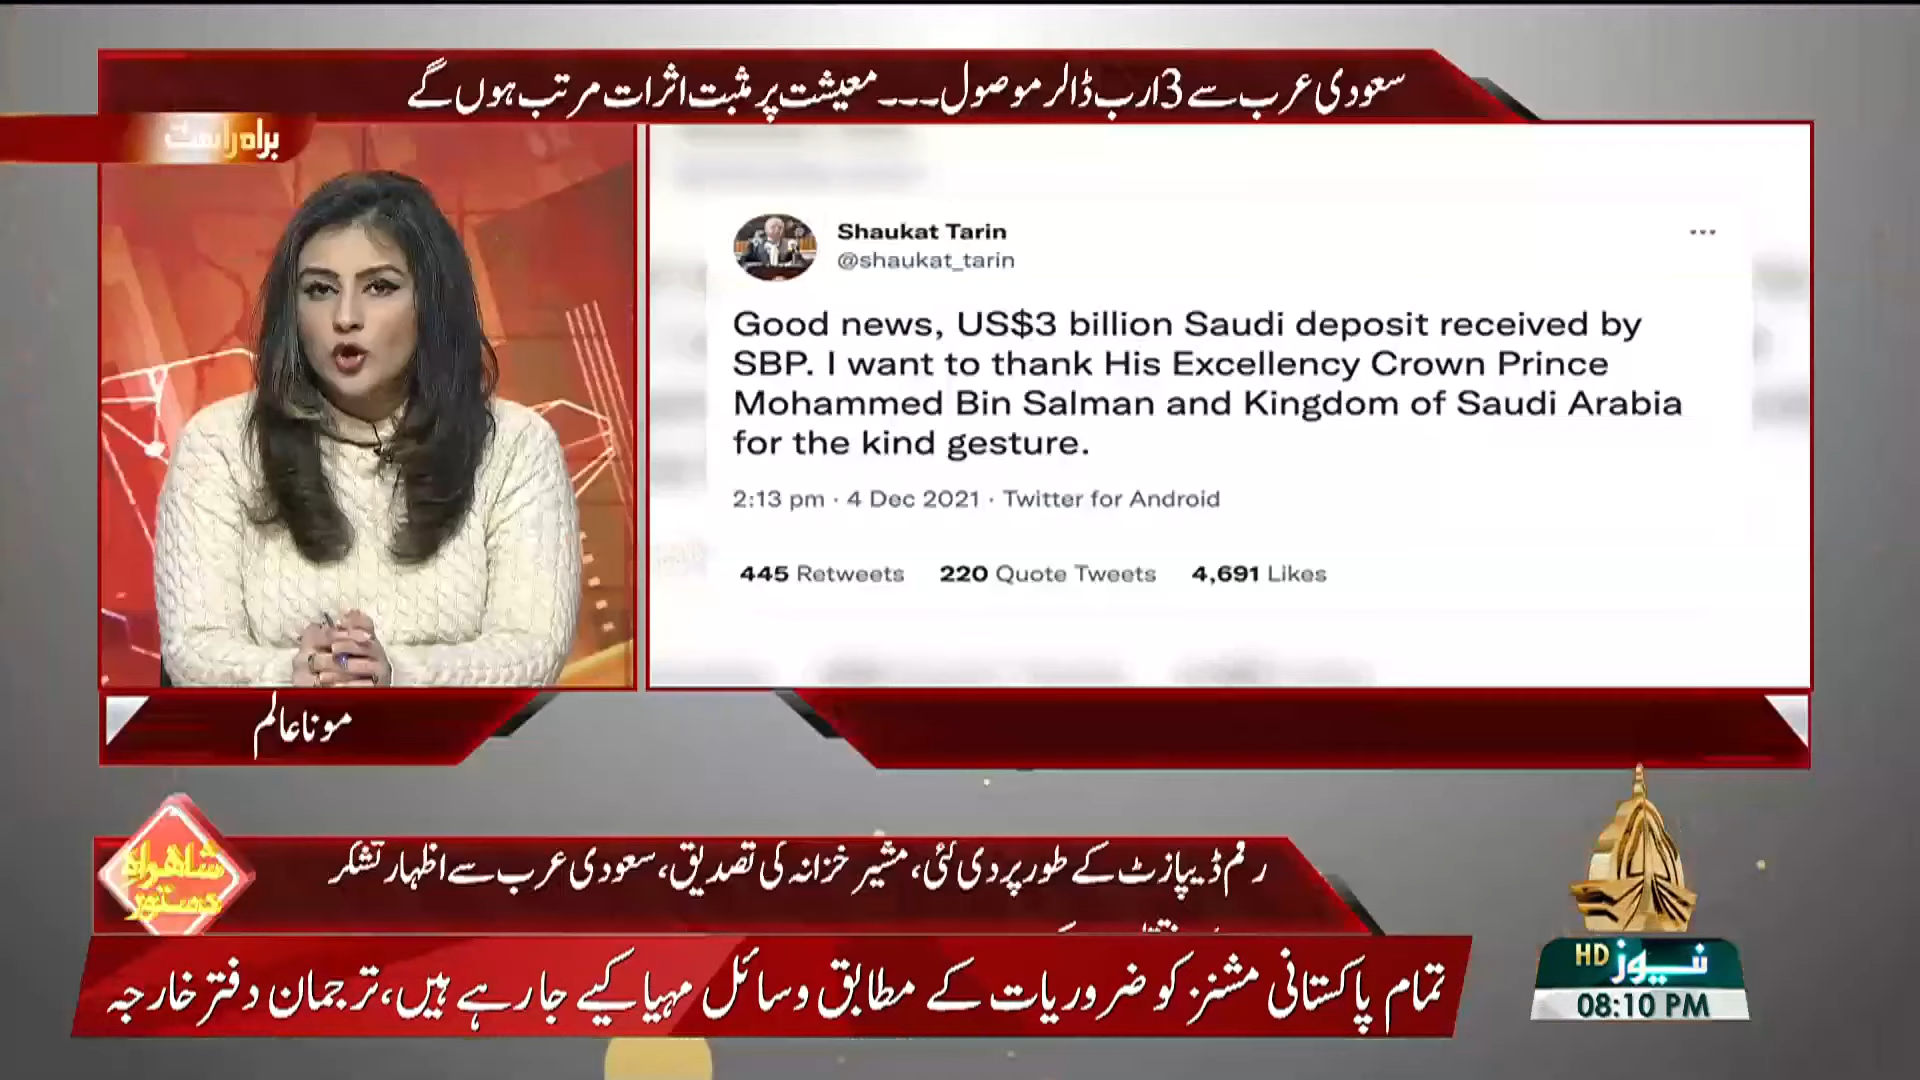 سعودی عرب سے 3 ارب ڈالر موصول۔۔۔ معیشت پر مثبت اثرات مرتب ہوں گے
براہ راست
Shaukat Tarin
@shaukat_tarin
Good news, US$3 billion Saudi deposit received by
SBP. I want to thank His Excellency Crown Prince
Mohammed Bin Salman and Kingdom of Saudi Arabia
for the kind gesture.
2:13 pm · 4 Dec 2021 · Twitter for Android
445 Retweets 220 Quote Tweets 4,691 Likes
مونا عالم
شاہراہ دستور
رقم ڈیپازٹ کے طور پر دی گئی، مشیر خزانہ کی تصدیق، سعودی عرب سے اظہار تشکر
تمام پاکستانی مشنز کو ضروریات کے مطابق وسائل مہیا کیے جا رہے ہیں، ترجمان دفتر خارجہ
نیوز HD
08:10 PM